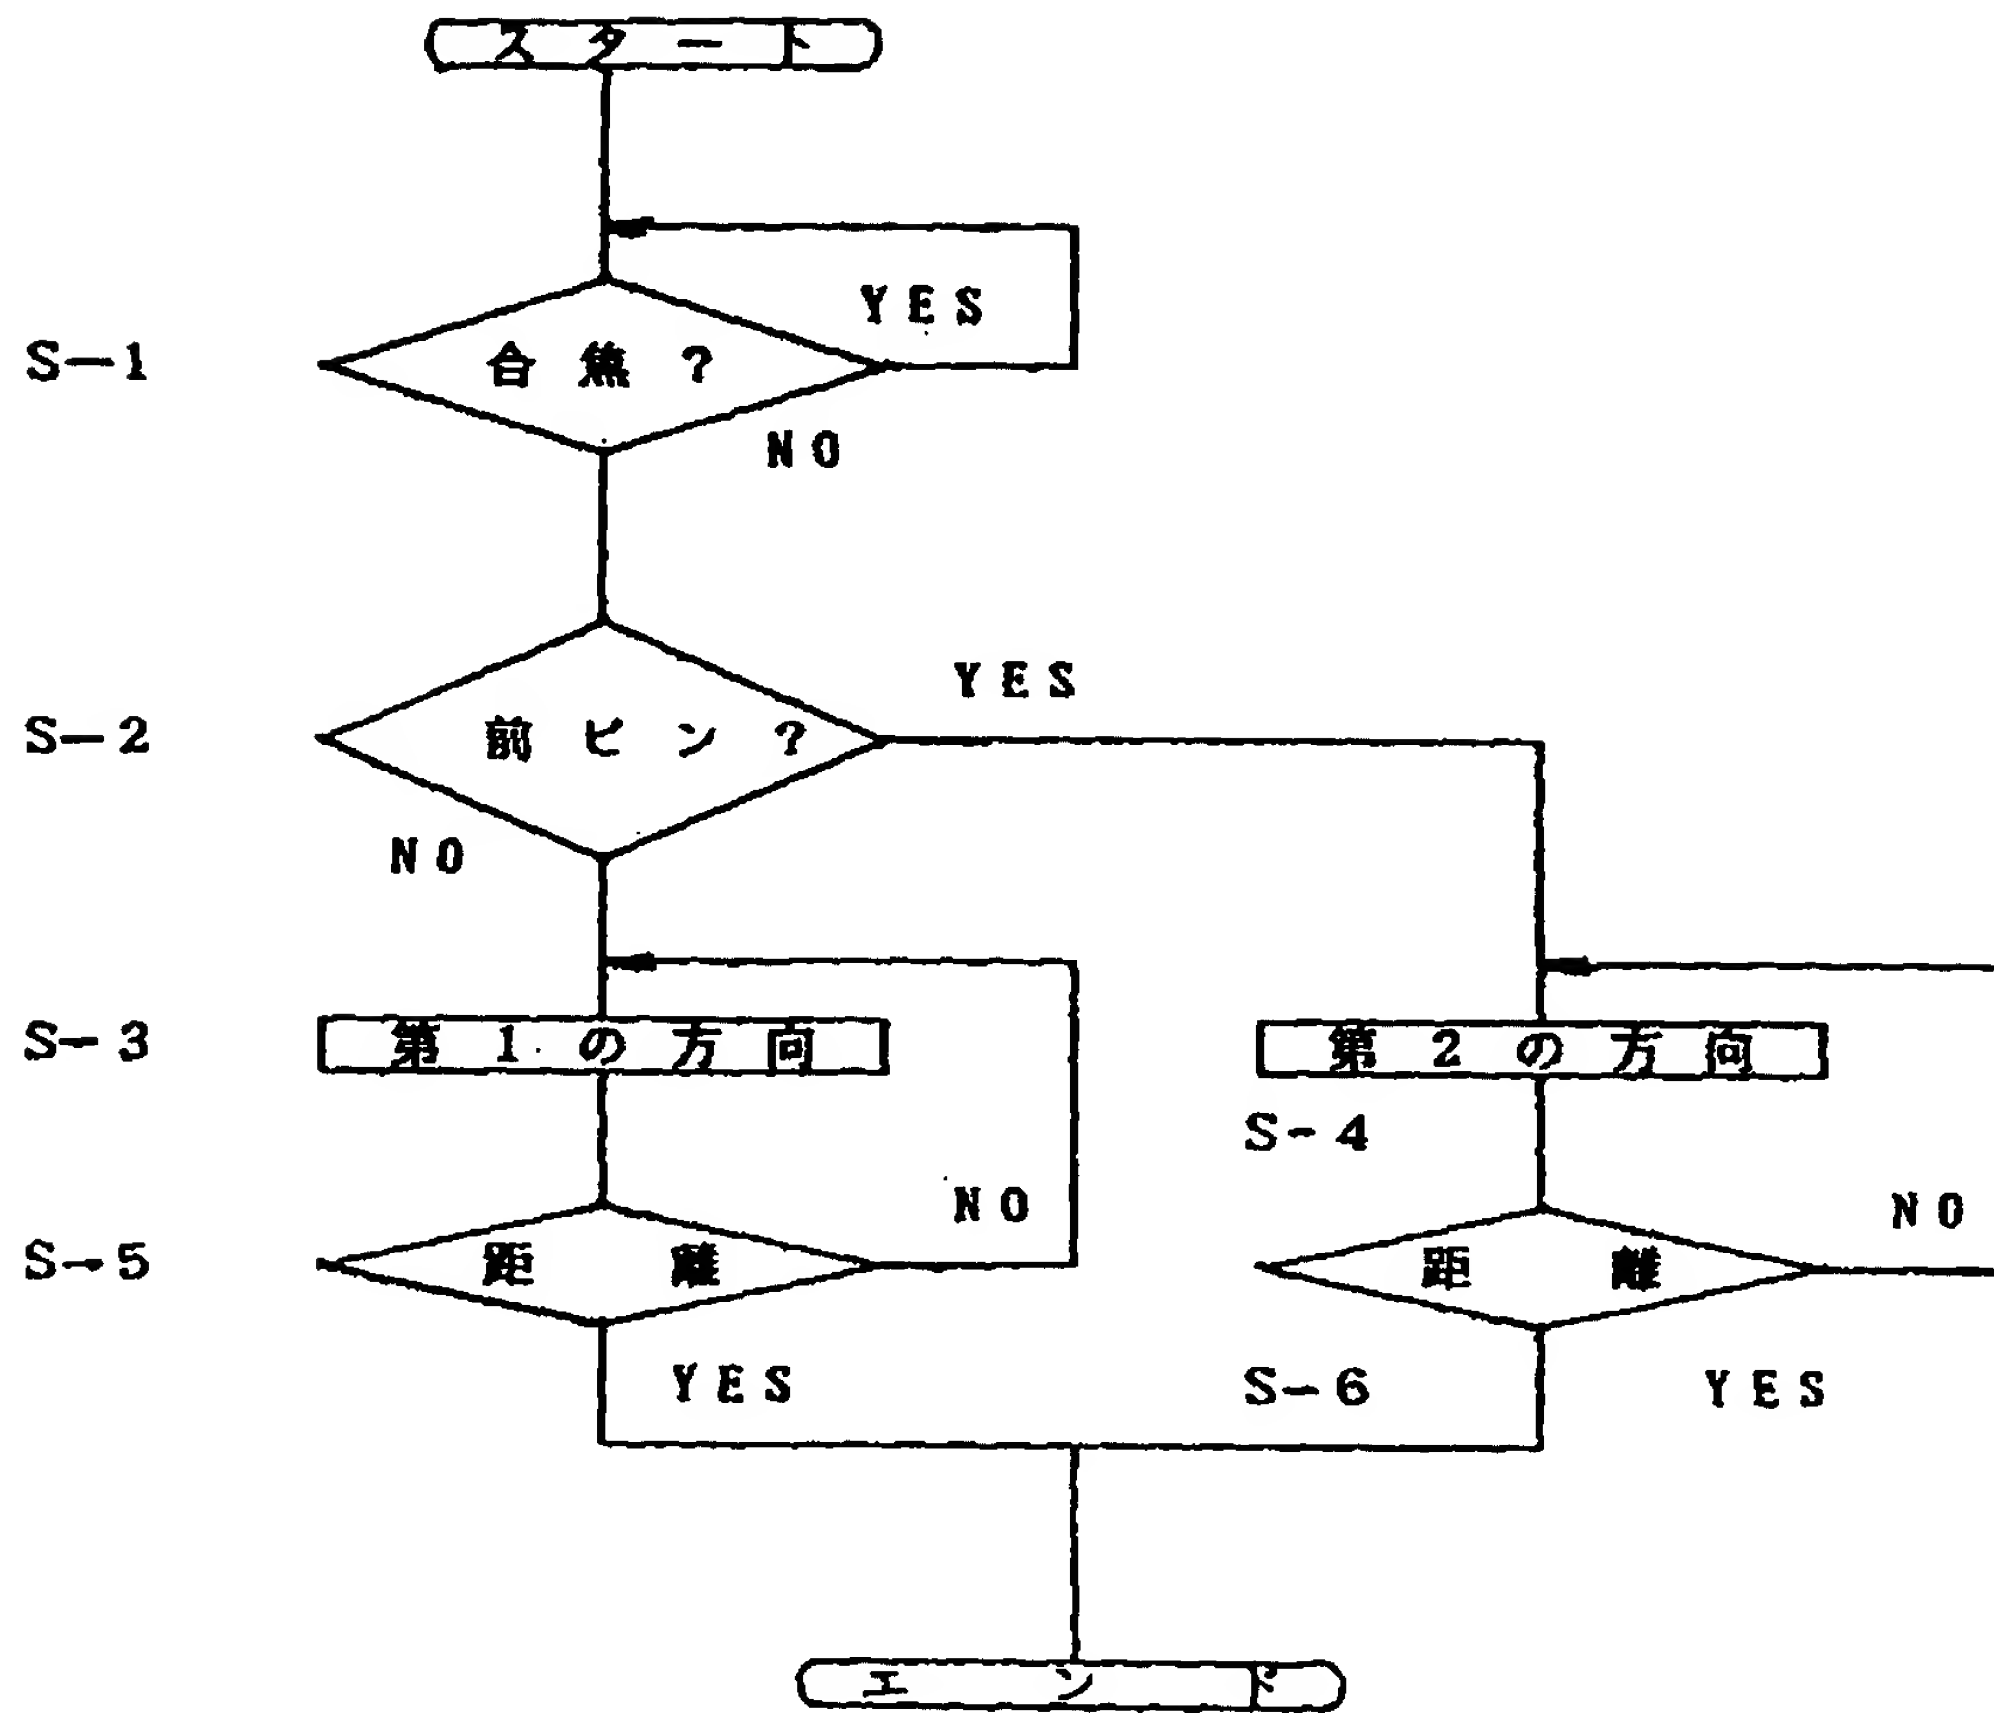 スタート
YES
S-1
合焦?
NO
YES
S-2
前ピン?
NO
S-3
第1の方向
第2の方向
S-4
NO
NO
S-5
距離
距離
YES
S-6
YES
エンド